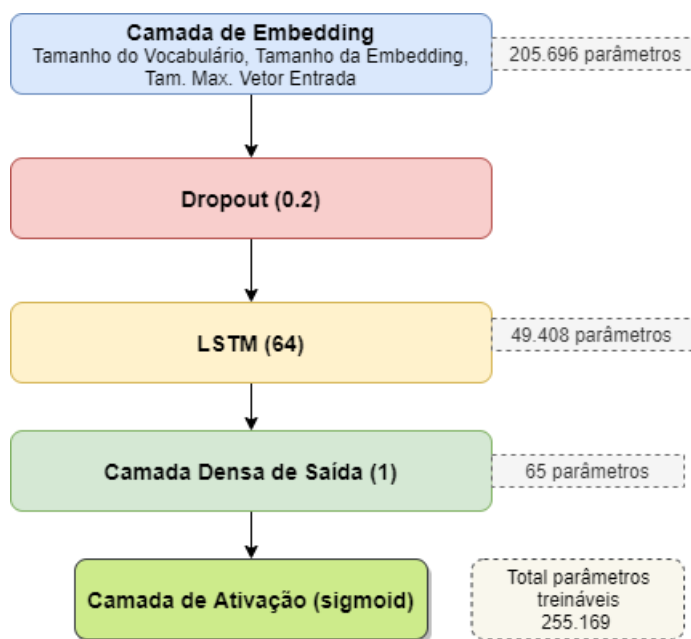 Camada de Embedding
Tamanho do Vocabulário, Tamanho da Embedding,
Tam. Max. Vetor Entrada
205.696 parâmetros
Dropout (0.2)
LSTM (64)
49.408 parâmetros
Camada Densa de Saída (1)
65 parâmetros
Camada de Ativação (sigmoid)
Total parâmetros
treináveis
255.169